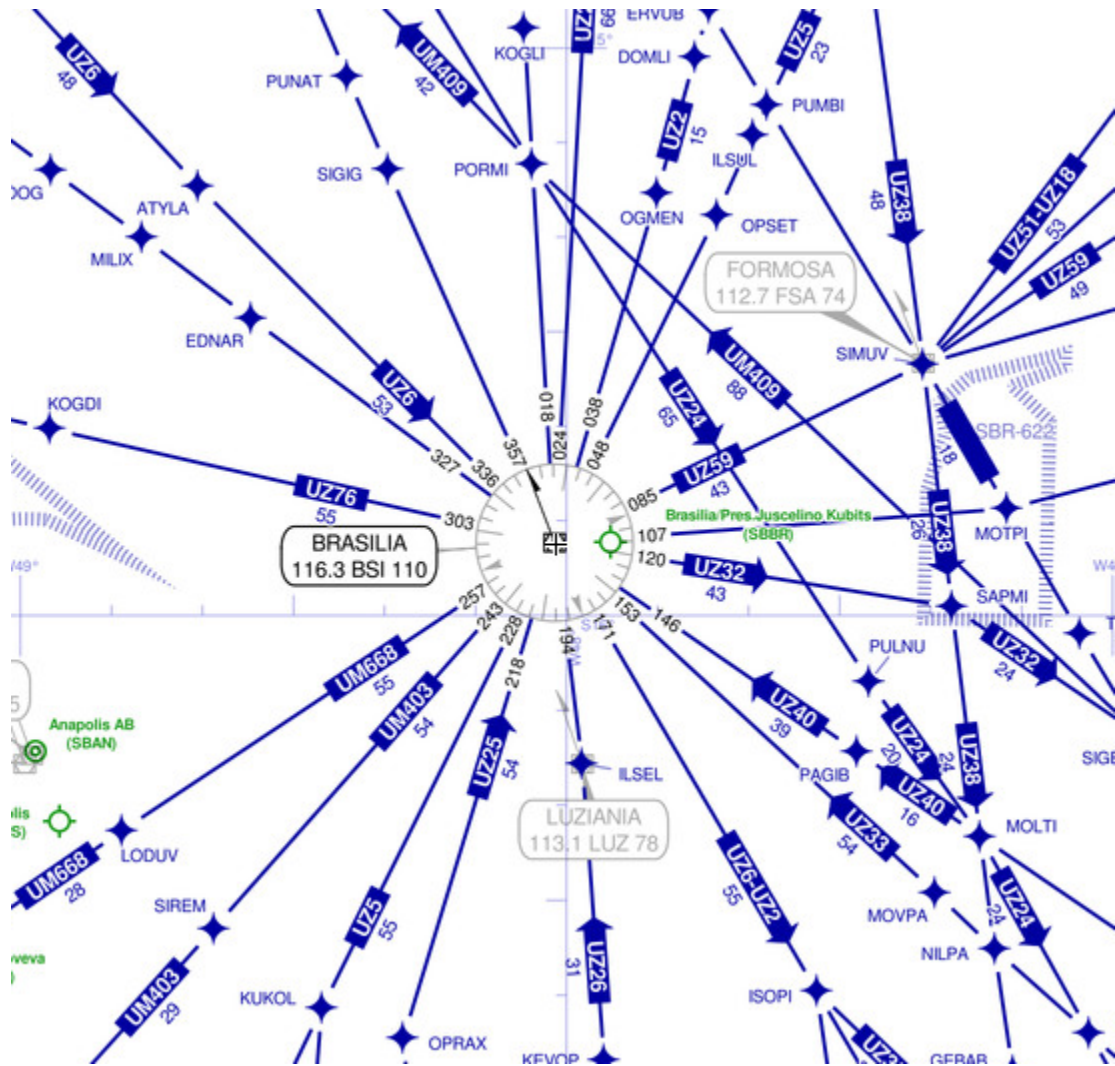 ERVUB
UZ6
48
PUNAT
UM409
42
KOGLI
5°
DOMLI
UZ5
23
PUMBI
UZ2
15
ILSUL
OOG
ATYLA
MILIX
SIGIG
PORMI
OGMEN
OPSET
UZ38
48
UZ51-UZ18
53
UZ59
49
EDNAR
FORMOSA
112.7 FSA 74
SIMUV
KOGDI
UZ6
53
UM409
88
UZ24
65
SBR-622
18
018
024
038
048
357
336
327
303
UZ76
55
085
UZ59
43
Brasilia/Pres.Juscelino Kubits
(SBBR)
107
120
UZ32
43
UZ38
26
MOTPI
BRASILIA
116.3 BSI 110
W49°
SAPMI
257
243
228
218
194
171
153
146
UM668
55
UM403
54
UZ25
54
UZ40
39
PULNU
UZ32
24
Anapolis AB
(SBAN)
ILSEL
PAGIB
20
UZ24
24
UZ38
UZ40
16
LUZIANIA
113.1 LUZ 78
MOLTI
LODUV
UM668
28
SIREM
UZ5
55
UZ6-UZ2
55
UZ33
54
MOVPA
24
UZ24
NILPA
UM403
29
KUKOL
OPRAX
31
UZ26
KEVOP
ISOPI
GEBAB